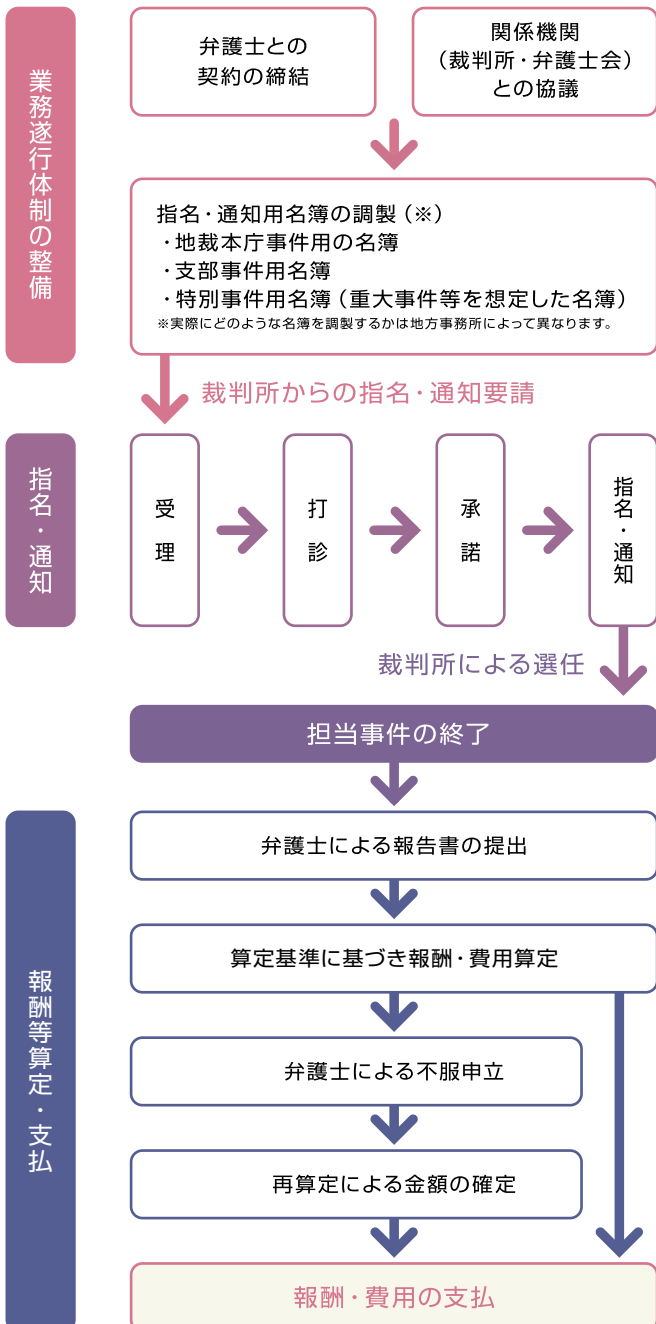 業務遂行体制の整備
弁護士との
契約の締結
関係機関
（裁判所・弁護士会）
との協議
指名・通知用名簿の調製（※）
・地裁本庁事件用の名簿
・支部事件用名簿
・特別事件用名簿（重大事件等を想定した名簿）
※実際にどのような名簿を調製するかは地方事務所によって異なります。
裁判所からの指名・通知要請
指名・通知
受理
打診
承諾
指名・通知
裁判所による選任
担当事件の終了
報酬等算定・支払
弁護士による報告書の提出
算定基準に基づき報酬・費用算定
弁護士による不服申立
再算定による金額の確定
報酬・費用の支払